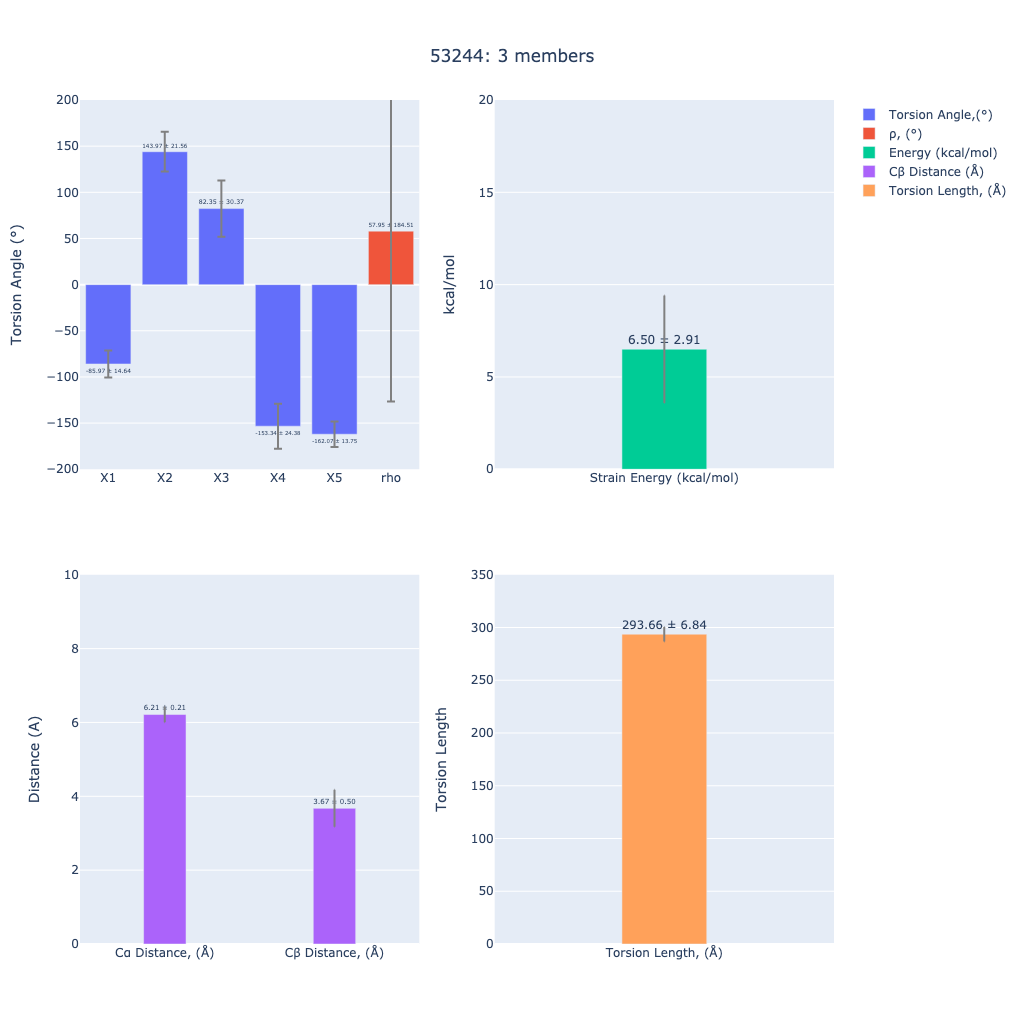 53244: 3 members
200
150
100
50
0
−50
−100
−150
−200
Torsion Angle (°)
143.97 ± 21.56
82.35 ± 30.37
57.95 ± 184.51
-85.97 ± 14.64
-153.34 ± 24.38
-162.07 ± 13.75
X1 X2 X3 X4 X5 rho
20
15
10
5
0
kcal/mol
6.50 ± 2.91
Strain Energy (kcal/mol)
Torsion Angle,(°)
ρ, (°)
Energy (kcal/mol)
Cβ Distance (Å)
Torsion Length, (Å)
10
8
6
4
2
0
Distance (A)
6.21 ± 0.21
3.67 ± 0.50
Cα Distance, (Å) Cβ Distance, (Å)
350
300
250
200
150
100
50
0
Torsion Length
293.66 ± 6.84
Torsion Length, (Å)